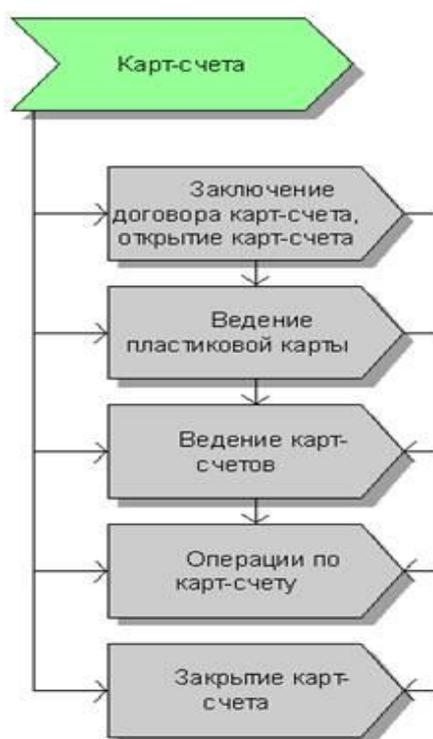 Карт-счета
Заключение
договора карт-счета,
открытие карт-счета
Ведение
пластиковой карты
Ведение карт-
счетов
Операции по
карт-счету
Закрытие карт-
счета